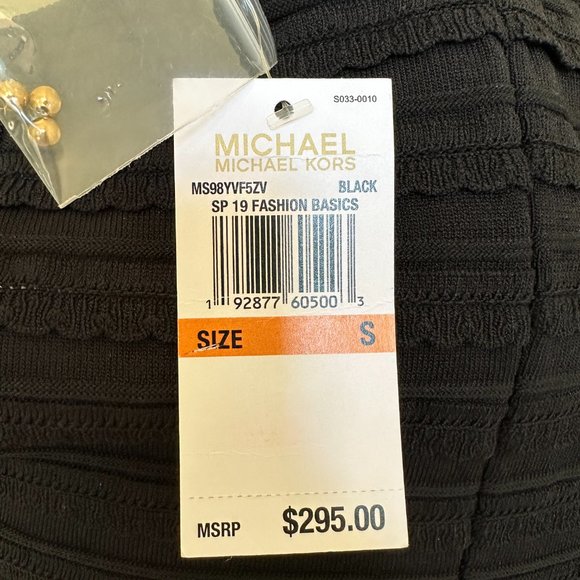 S033-0010
MICHAEL
MICHAEL KORS
MS98YVF5ZV BLACK
SP 19 FASHION BASICS
1 92877 60500 3
SIZE S
MSRP $295.00